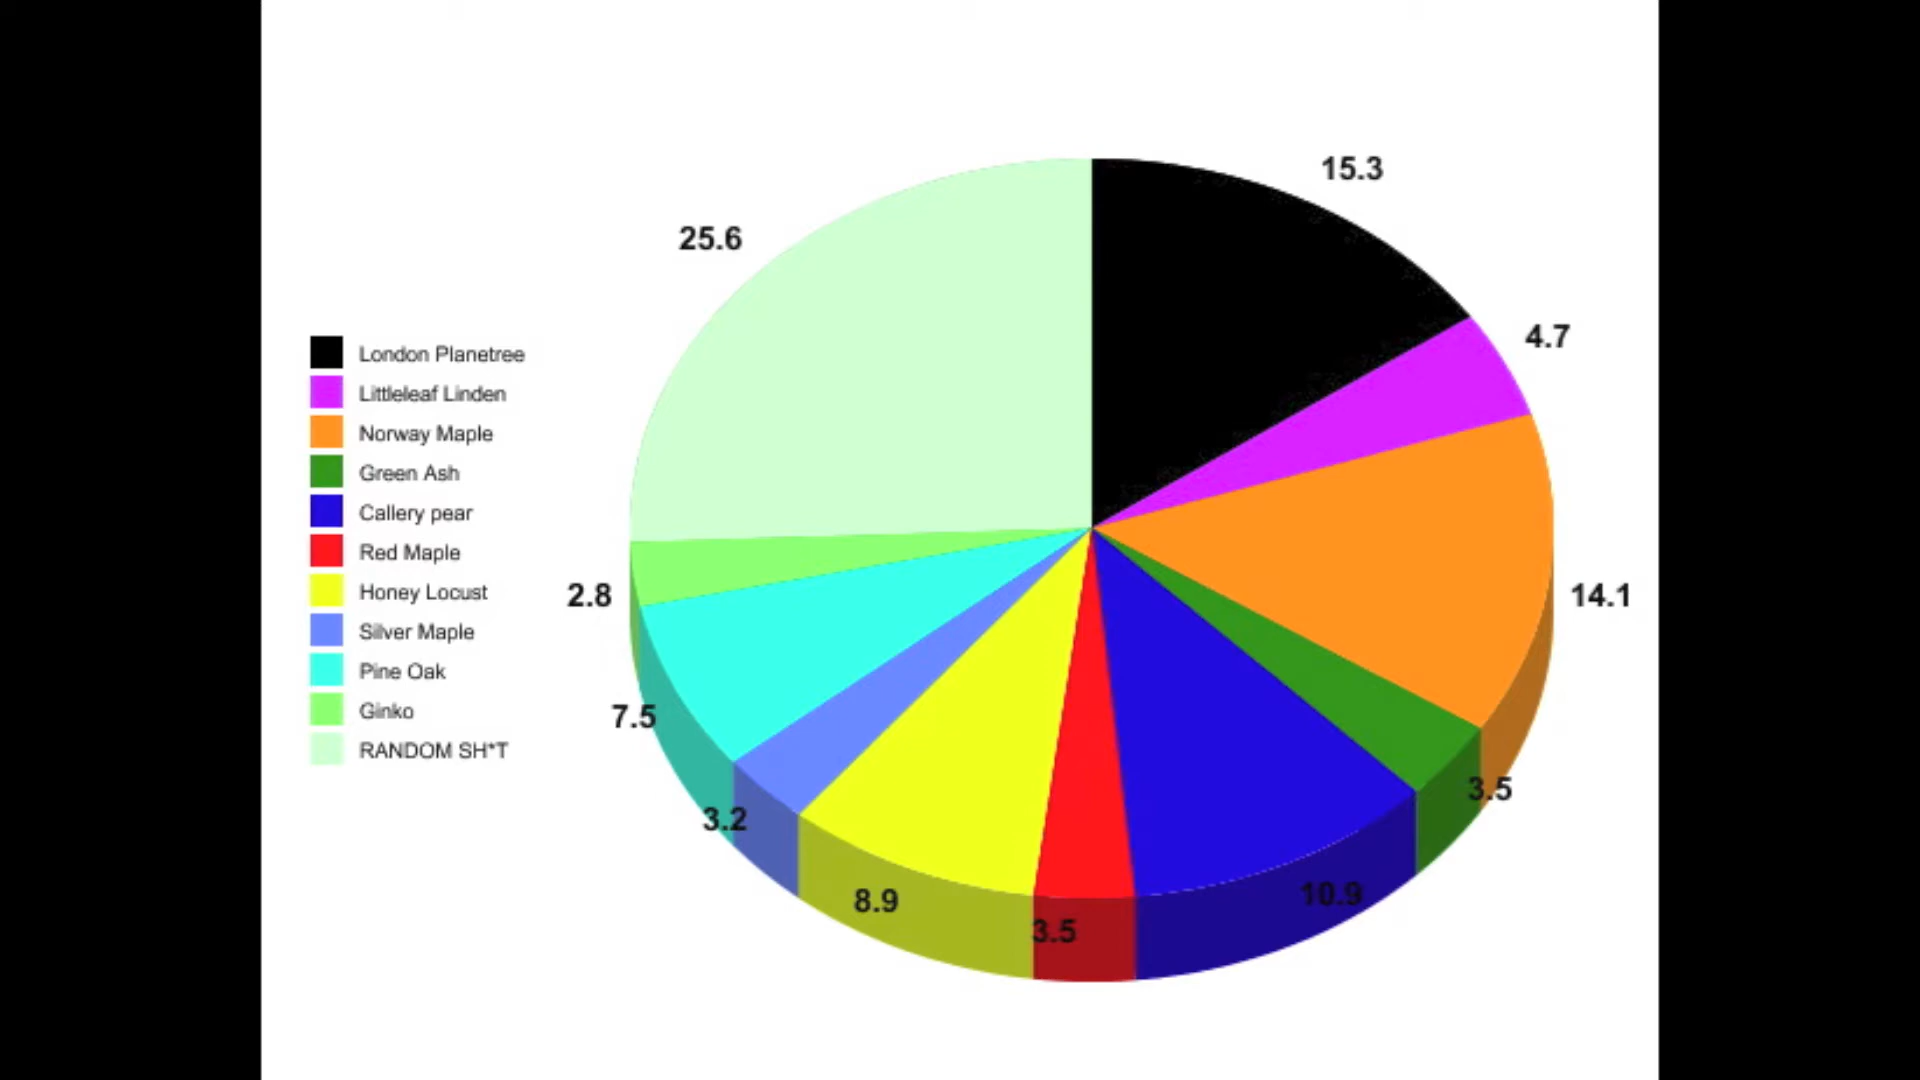 15.3
25.6
4.7
London Planetree
Littleleaf Linden
Norway Maple
Green Ash
Callery pear
Red Maple
Honey Locust
Silver Maple
Pine Oak
Ginko
RANDOM SH*T
2.8
14.1
7.5
3.5
3.2
10.9
8.9
3.5